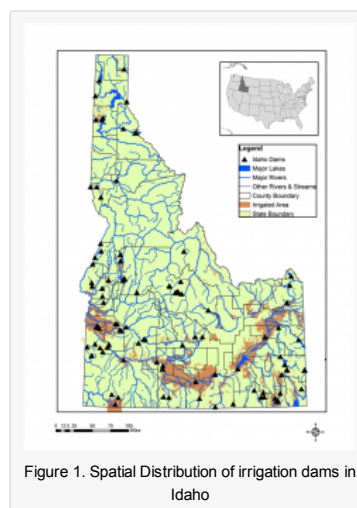 Legend
Idaho Dams
Major Lakes
Major Rivers
Other Rivers & Streams
County Boundary
Irrigated Area
State Boundary
Miles
Figure 1. Spatial Distribution of irrigation dams in
Idaho